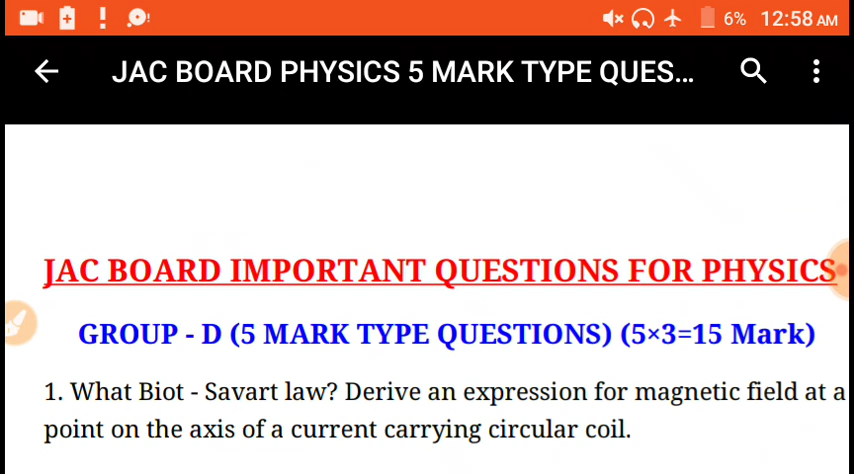 6% 12:58 AM
JAC BOARD PHYSICS 5 MARK TYPE QUES...
JAC BOARD IMPORTANT QUESTIONS FOR PHYSICS
GROUP - D (5 MARK TYPE QUESTIONS) (5×3=15 Mark)
1. What Biot - Savart law? Derive an expression for magnetic field at a
point on the axis of a current carrying circular coil.